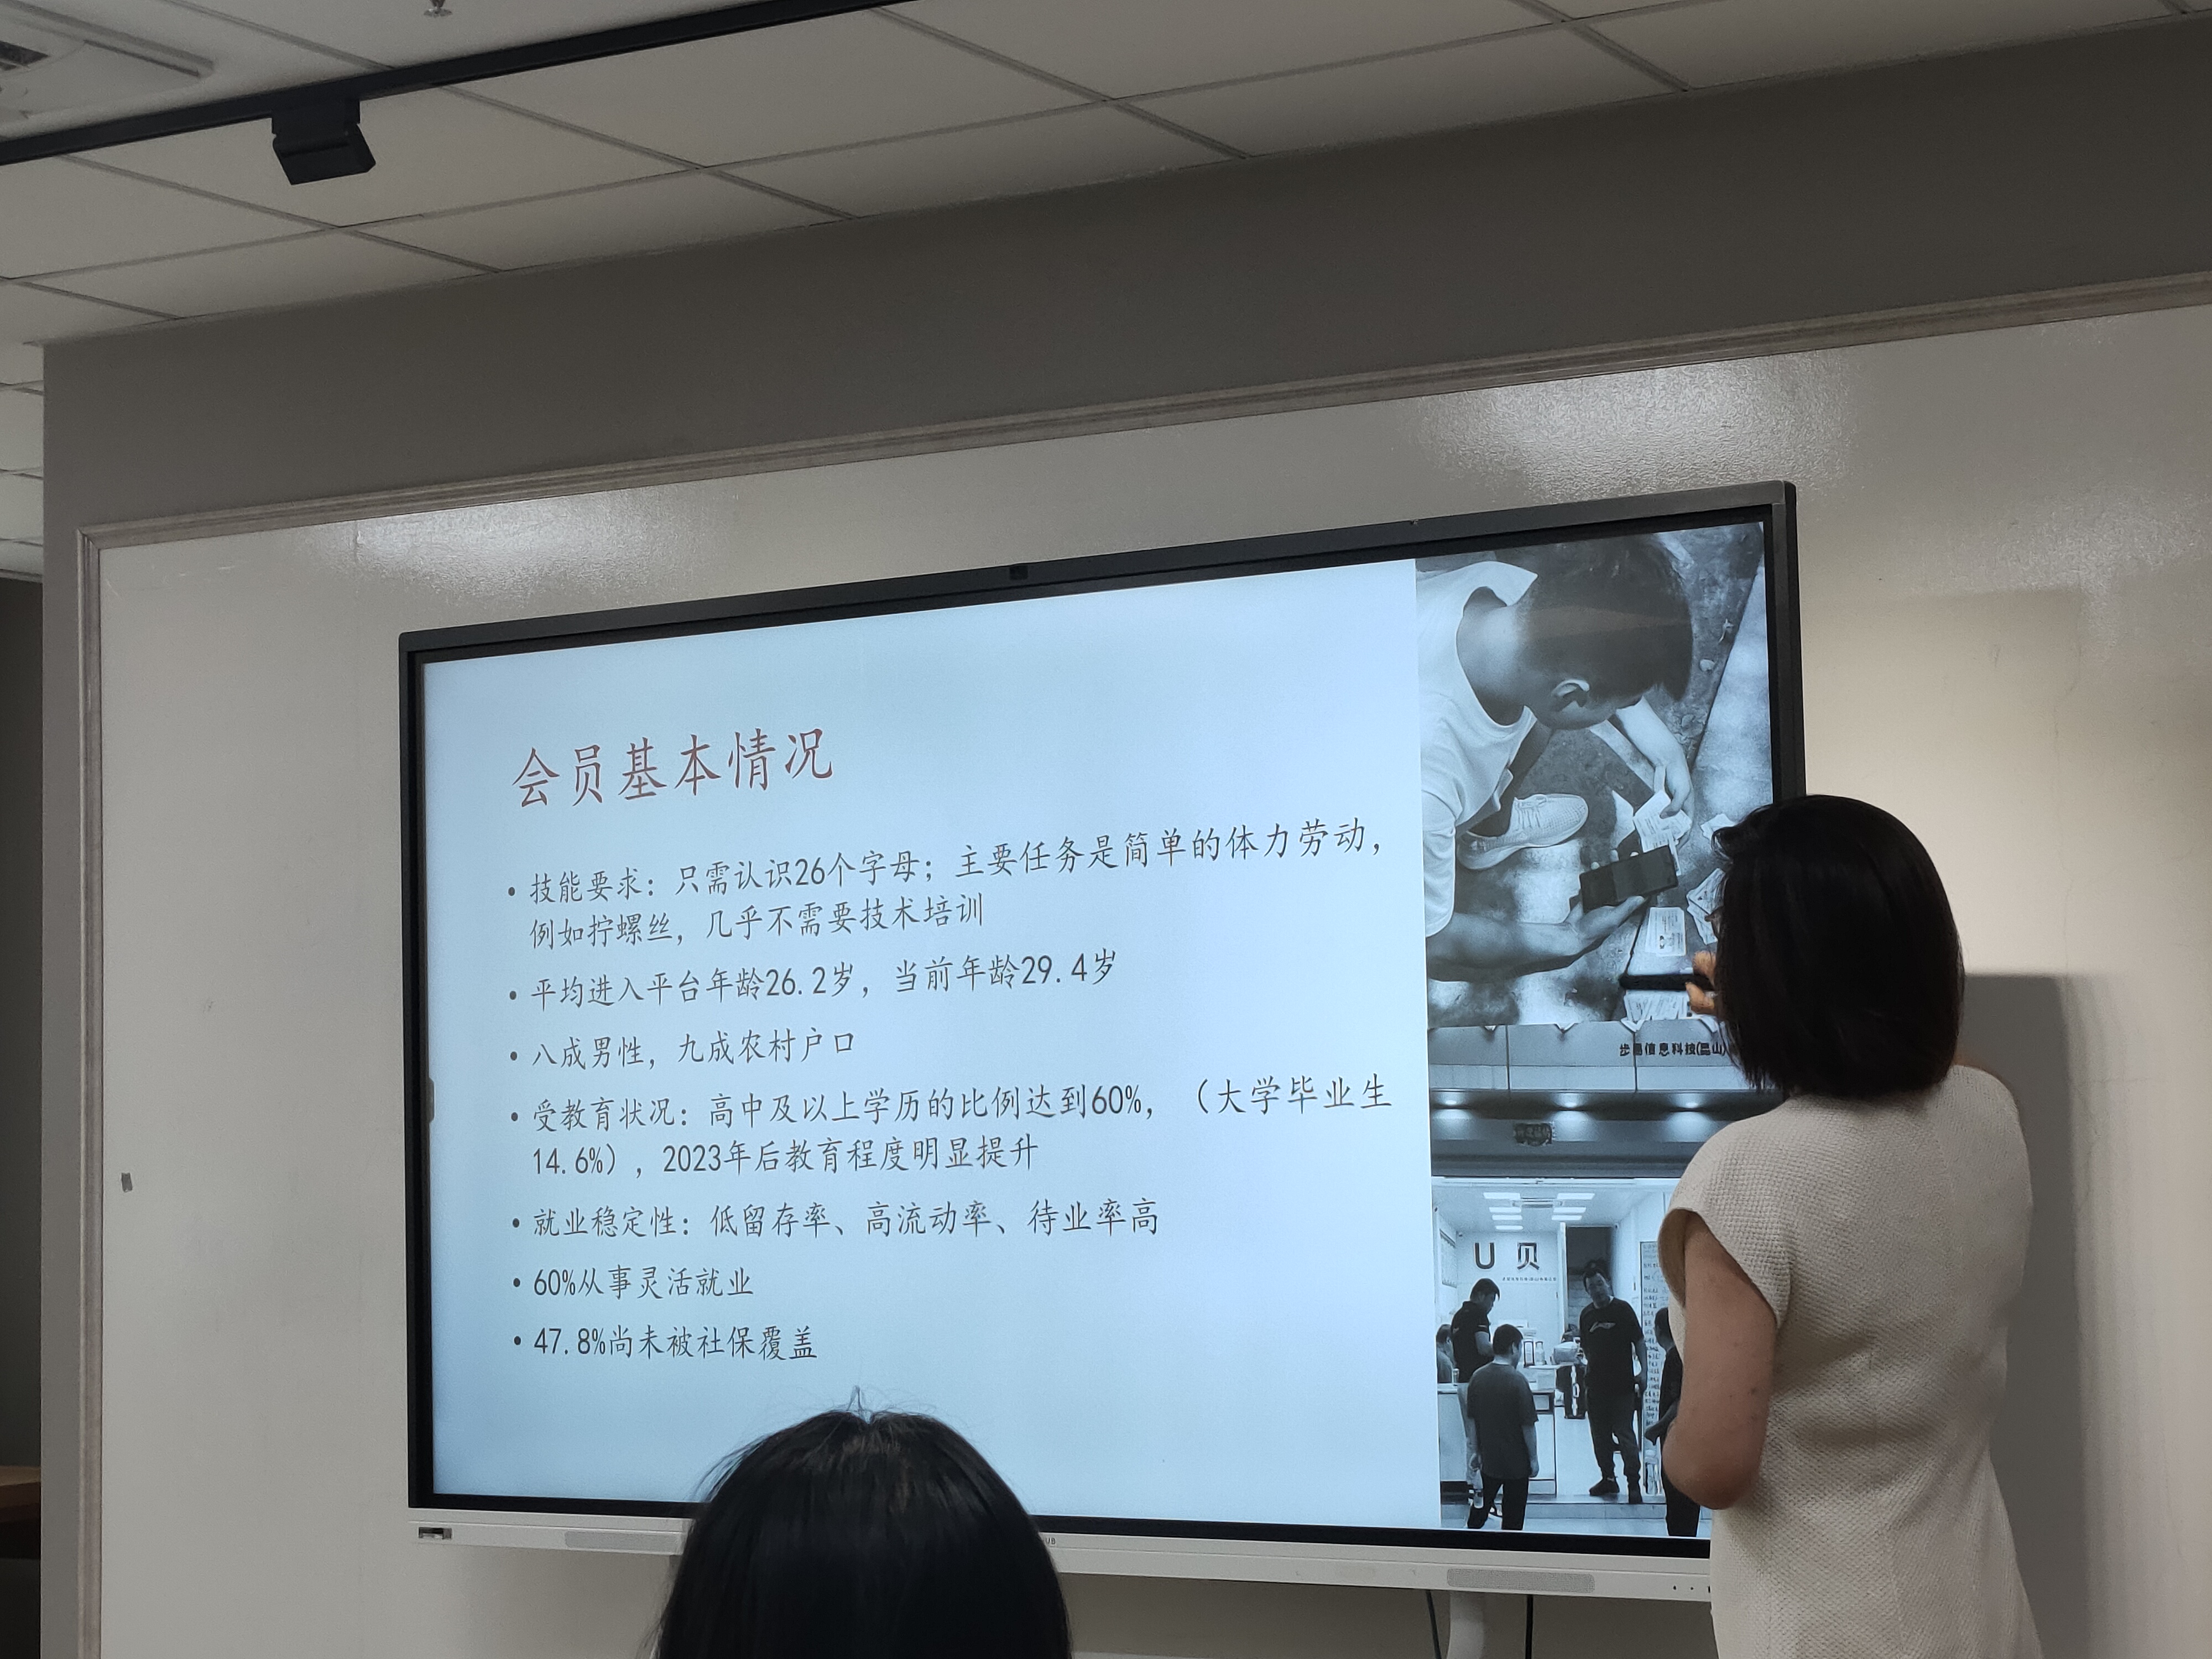 会员基本情况
• 技能要求：只需认识26个字母；主要任务是简单的体力劳动，
例如拧螺丝，几乎不需要技术培训
• 平均进入平台年龄26.2岁，当前年龄29.4岁
• 八成男性，九成农村户口
• 受教育状况：高中及以上学历的比例达到60%，（大学毕业生
14.6%），2023年后教育程度明显提升
• 就业稳定性：低留存率、高流动率、待业率高
• 60%从事灵活就业
• 47.8%尚未被社保覆盖
信息科技(昆山)
U 贝